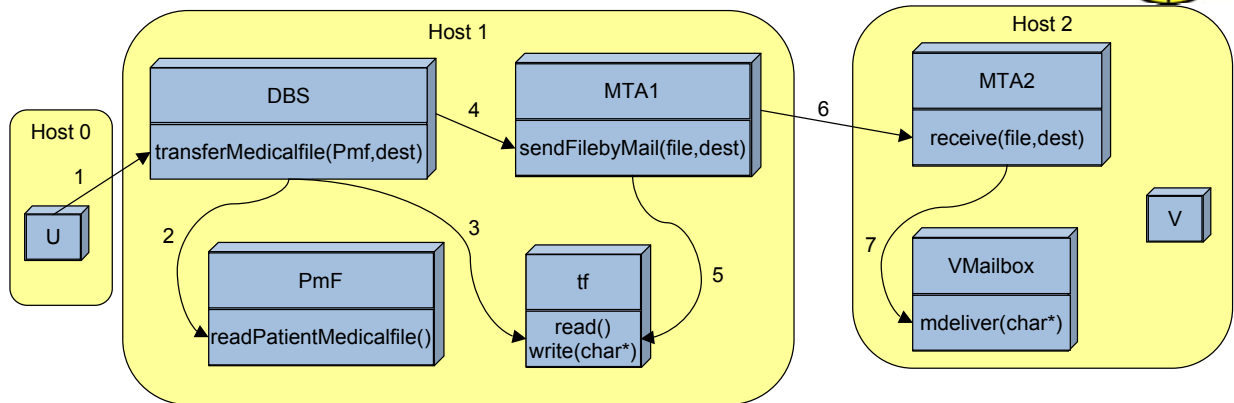 Host 0
U
1
Host 1
DBS
transferMedicalfile(Pmf,dest)
4
MTA1
sendFilebyMail(file,dest)
2
3
5
PmF
readPatientMedicalfile()
tf
read()
write(char*)
6
Host 2
MTA2
receive(file,dest)
V
7
VMailbox
mdeliver(char*)